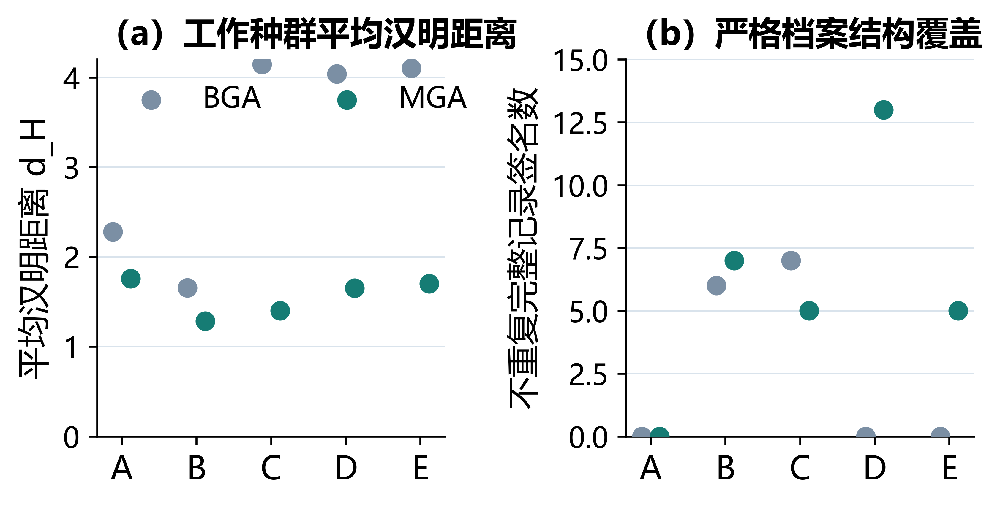 (a) 工作种群平均汉明距离
平均汉明距离 d_H
4
3
2
1
0
BGA
MGA
A B C D E
(b) 严格档案结构覆盖
不重复完整记录签名数
15.0
12.5
10.0
7.5
5.0
2.5
0.0
A B C D E